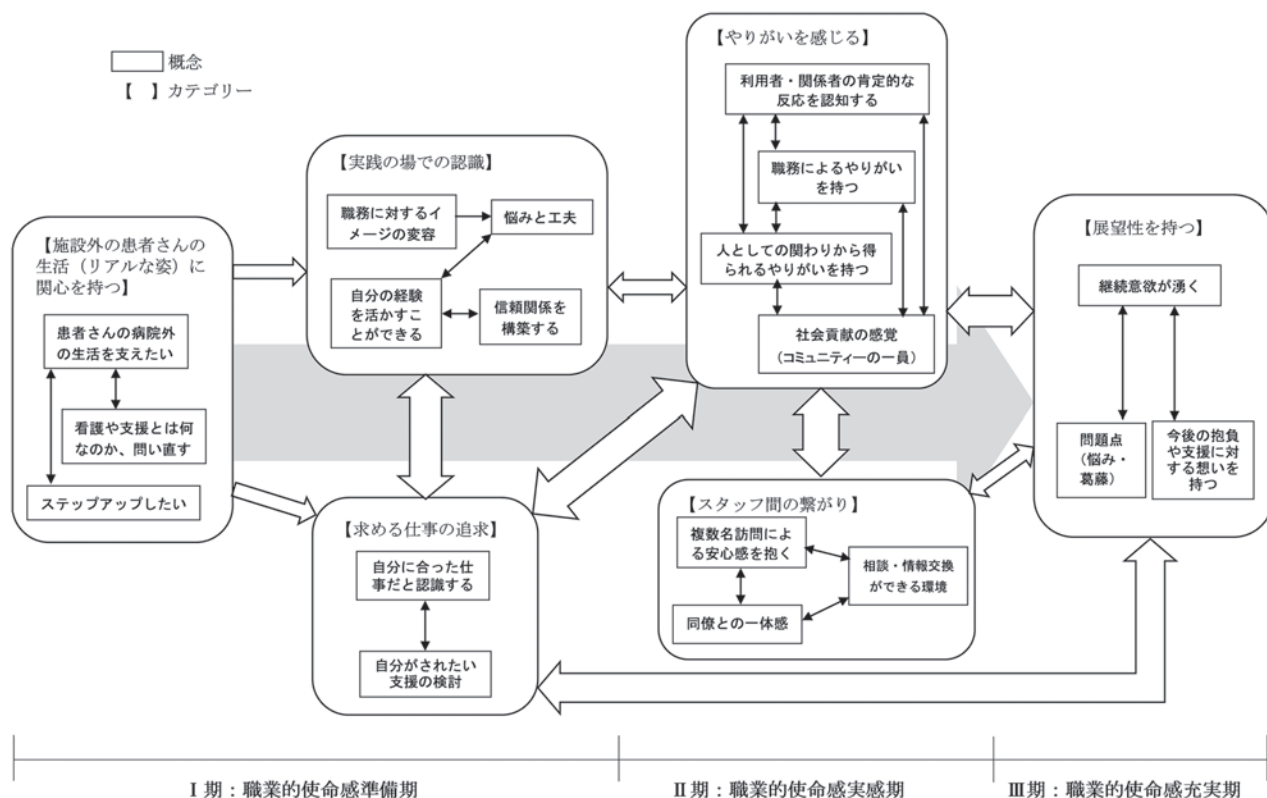 概念
【　】カテゴリー
【施設外の患者さんの
生活（リアルな姿）に
関心を持つ】
患者さんの病院外
の生活を支えたい
看護や支援とは何
なのか、問い直す
ステップアップしたい
【実践の場での認識】
職務に対するイ
メージの変容
悩みと工夫
自分の経験
を活かすこ
とができる
信頼関係を
構築する
【求める仕事の追求】
自分に合った仕
事だと認識する
自分がされたい
支援の検討
【やりがいを感じる】
利用者・関係者の肯定的な
反応を認知する
職務によるやりがい
を持つ
人としての関わりから得
られるやりがいを持つ
社会貢献の感覚
（コミュニティーの一員）
【スタッフ間の繋がり】
複数名訪問によ
る安心感を抱く
相談・情報交換
ができる環境
同僚との一体感
【展望性を持つ】
継続意欲が湧く
問題点
（悩み・
葛藤）
今後の抱負
や支援に対
する想いを
持つ
Ⅰ期：職業的使命感準備期
Ⅱ期：職業的使命感実感期
Ⅲ期：職業的使命感充実期